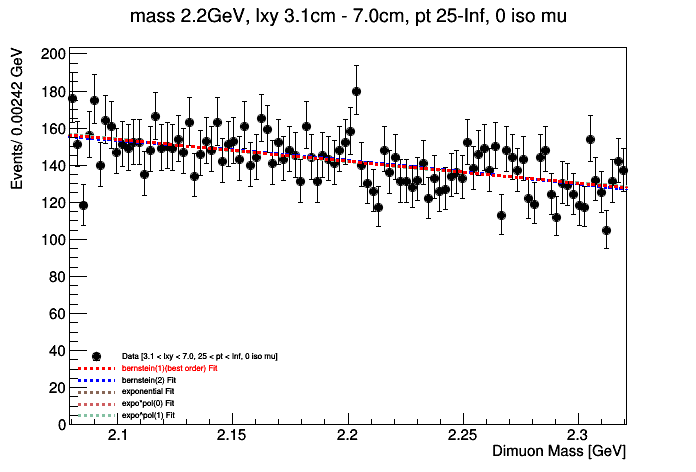 mass 2.2GeV, lxy 3.1cm - 7.0cm, pt 25-Inf, 0 iso mu
Events/ 0.00242 GeV
200
180
160
140
120
100
80
60
40
20
0
Data [3.1 < lxy < 7.0, 25 < pt < Inf, 0 iso mu]
bernstein(1)(best order) Fit
bernstein(2) Fit
exponential Fit
expo*pol(0) Fit
expo*pol(1) Fit
2.1 2.15 2.2 2.25 2.3
Dimuon Mass [GeV]